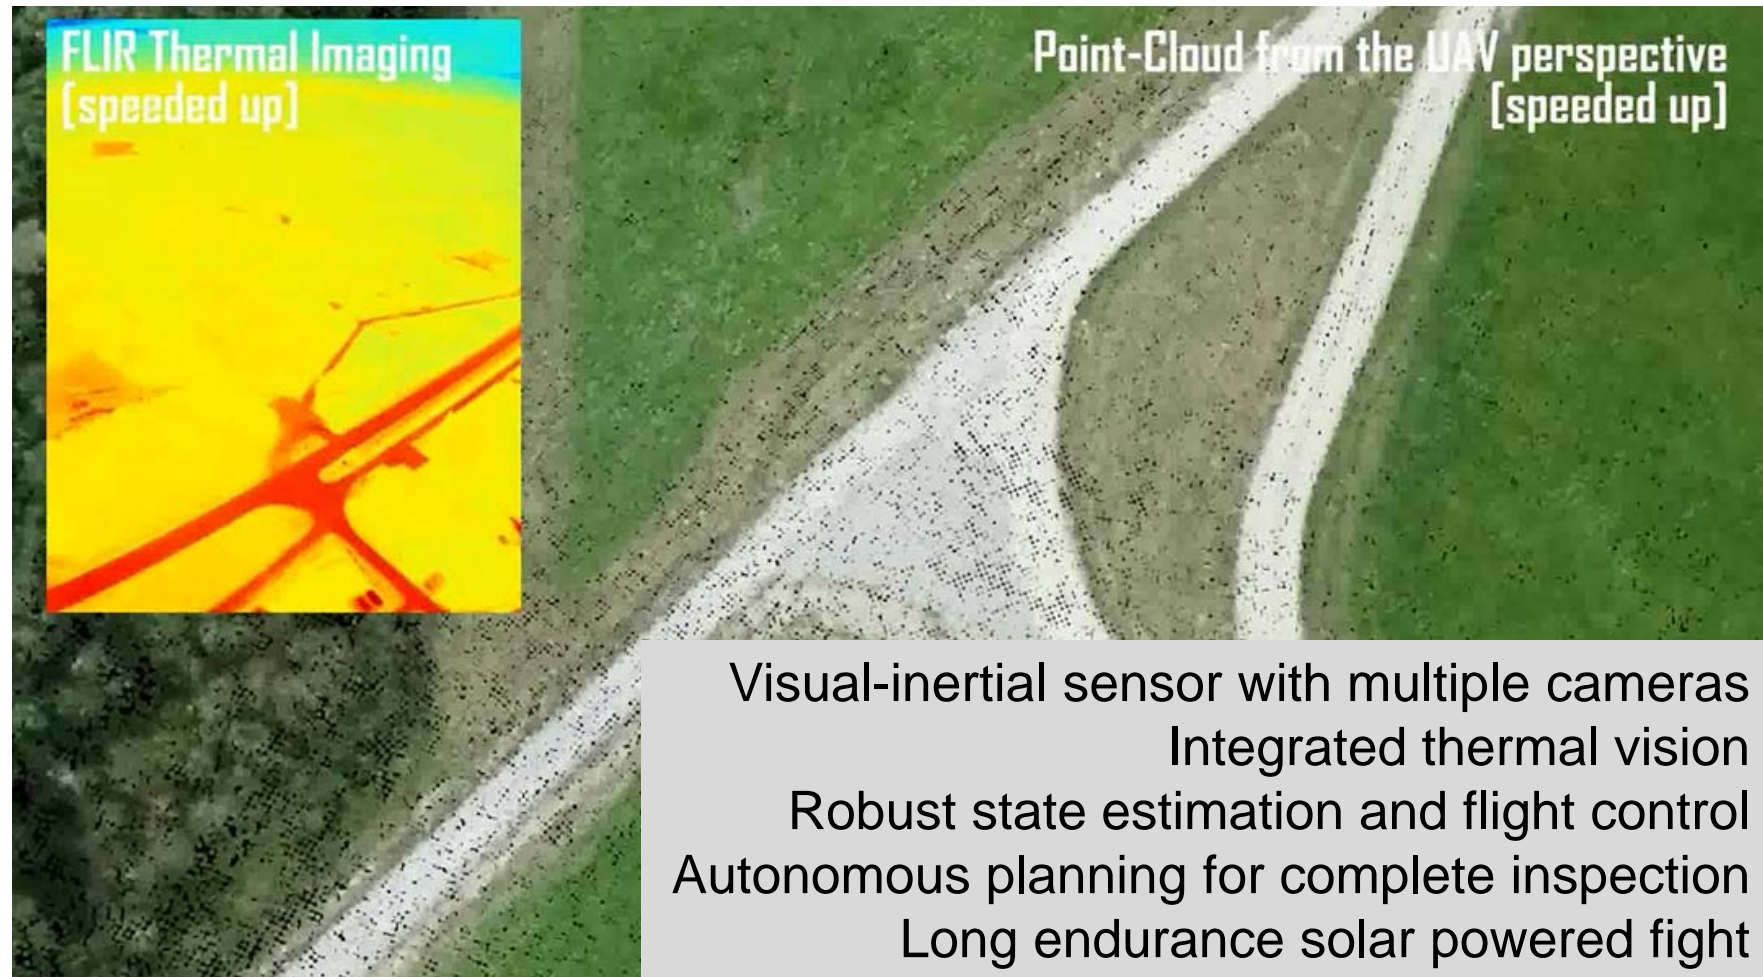 FLIR Thermal Imaging
[speeded up]
Point-Cloud from the UAV perspective
[speeded up]
Visual-inertial sensor with multiple cameras
Integrated thermal vision
Robust state estimation and flight control
Autonomous planning for complete inspection
Long endurance solar powered fight